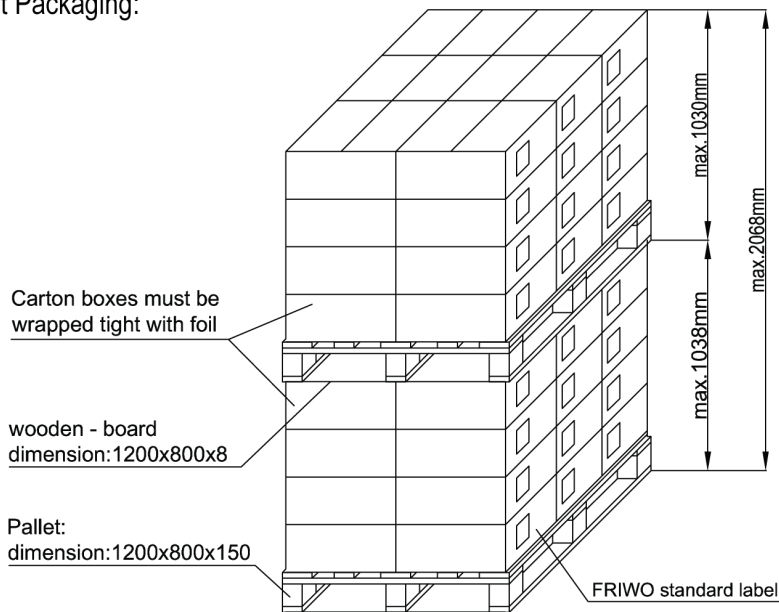 t Packaging:
max.1030mm
max.2068mm
max.1038mm
Carton boxes must be
wrapped tight with foil
wooden - board
dimension:1200x800x8
Pallet:
dimension:1200x800x150
FRIWO standard label